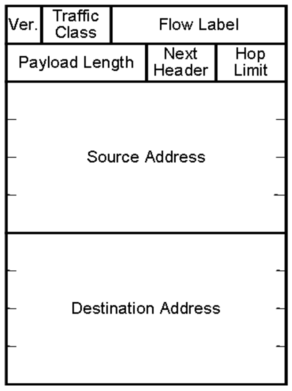 Ver. Traffic Class Flow Label
Payload Length Next Header Hop Limit
Source Address
Destination Address